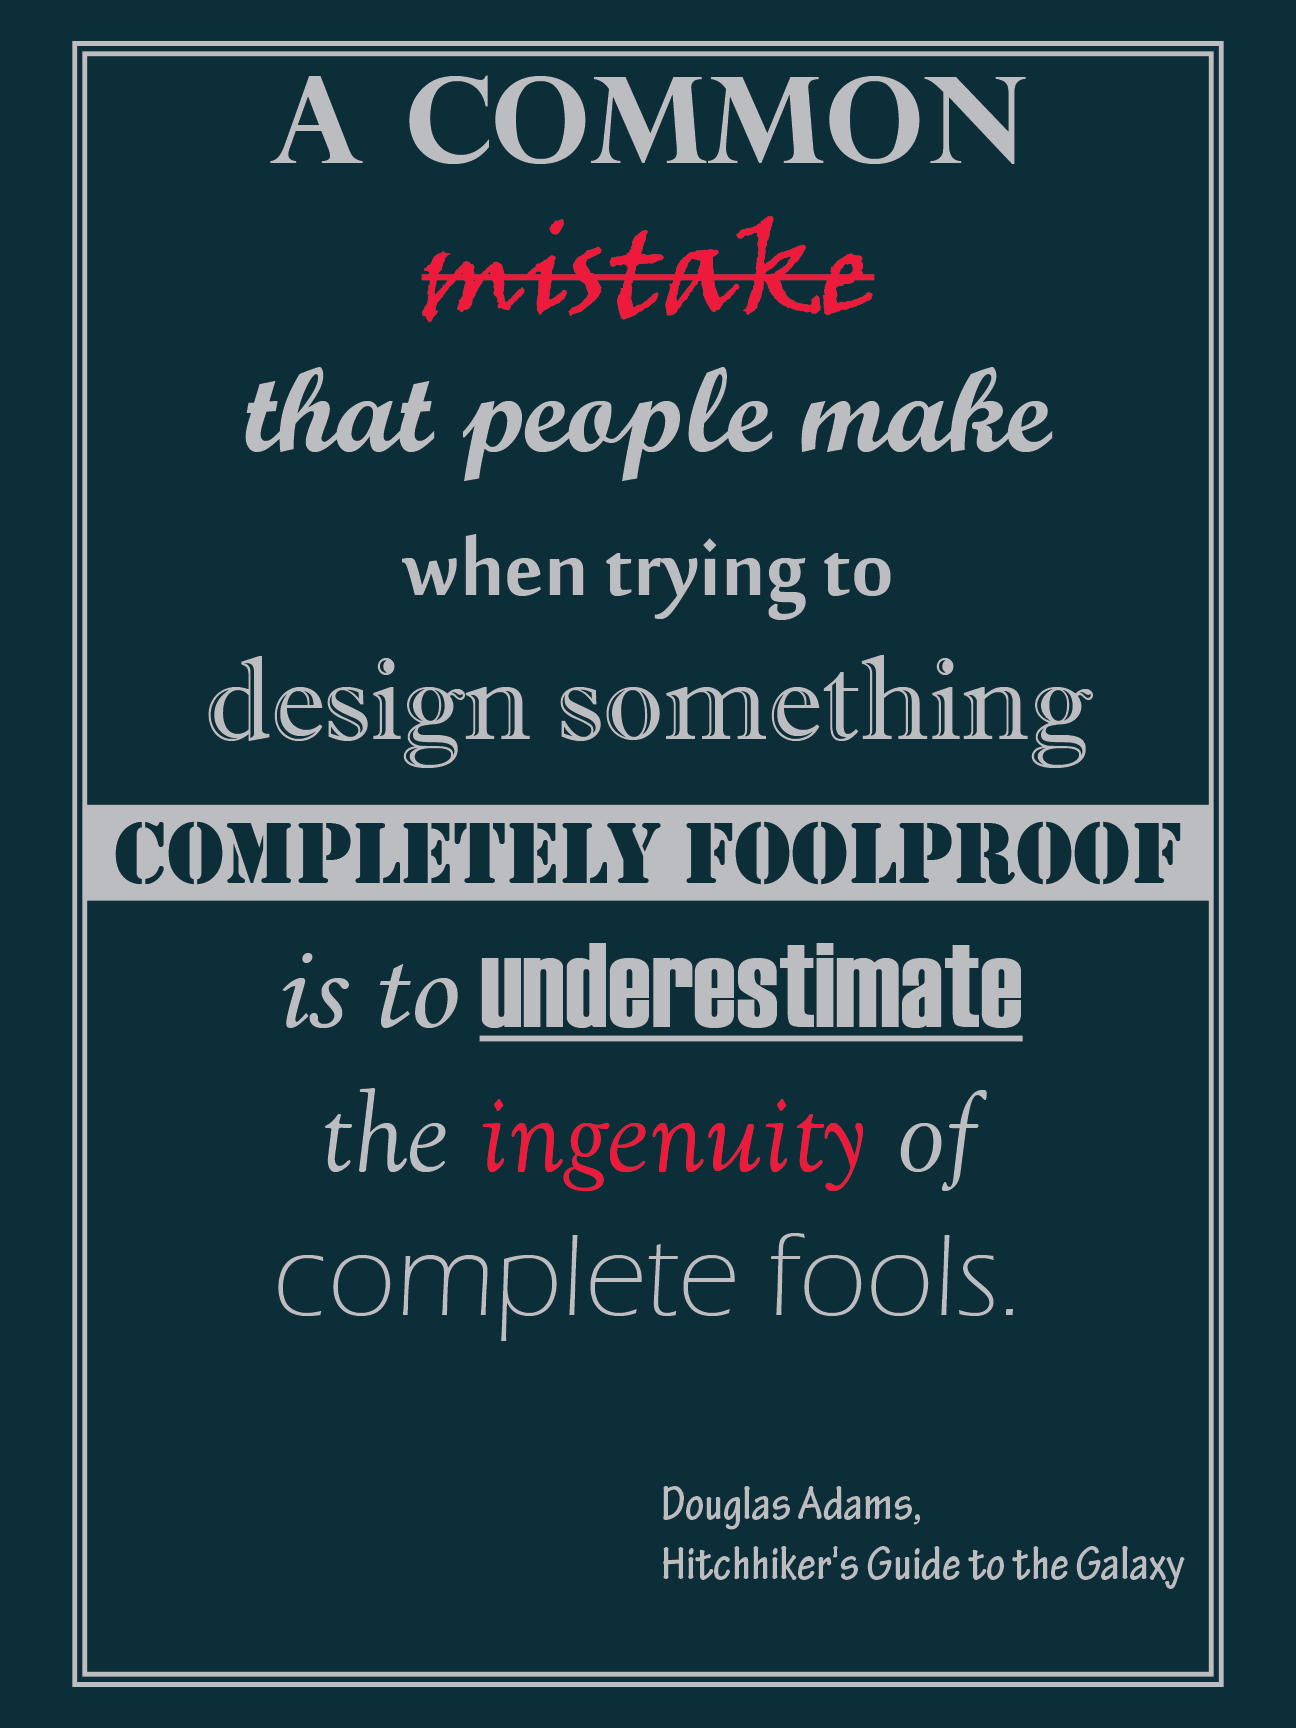 A COMMON
mistake
that people make
when trying to
design something
COMPLETELY FOOLPROOF
is to underestimate
the ingenuity of
complete fools.
Douglas Adams,
Hitchhiker's Guide to the Galaxy